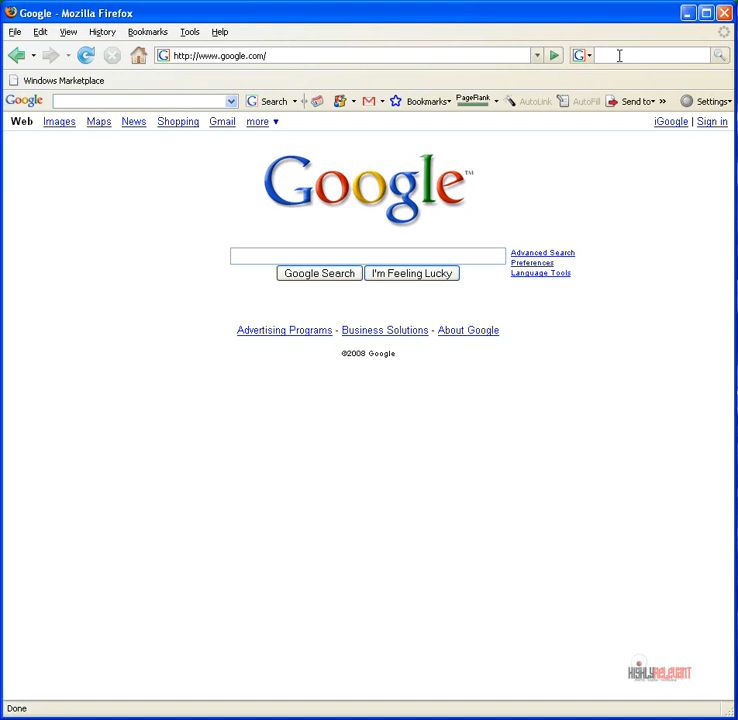 Google - Mozilla Firefox
File Edit View History Bookmarks Tools Help
G http://www.google.com/ G
Windows Marketplace
Google G Search Bookmarks PageRank AutoLink AutoFill Send to Settings
Web Images Maps News Shopping Gmail more ▼ iGoogle | Sign in
Google™
Advanced Search
Preferences
Language Tools
Google Search I'm Feeling Lucky
Advertising Programs - Business Solutions - About Google
©2008 Google
HIGHLYRELEVANT
Done